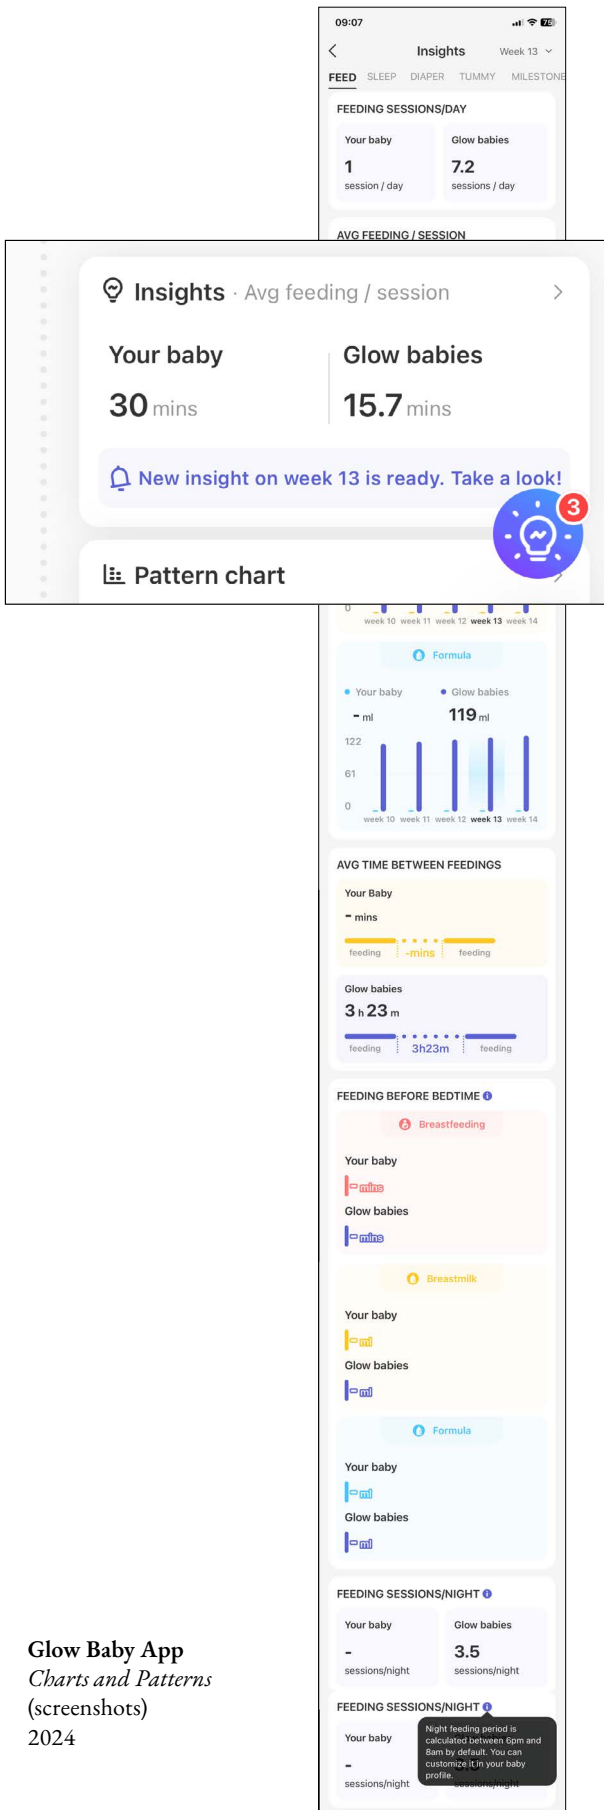 09:07
78
Insights
Week 13
FEED SLEEP DIAPER TUMMY MILESTONE
FEEDING SESSIONS/DAY
Your baby
1
session / day
Glow babies
7.2
sessions / day
AVG FEEDING / SESSION
Insights · Avg feeding / session
Your baby
30 mins
Glow babies
15.7 mins
New insight on week 13 is ready. Take a look!
3
Pattern chart
0
week 10 week 11 week 12 week 13 week 14
Formula
Your baby
- ml
Glow babies
119 ml
122
61
0
week 10 week 11 week 12 week 13 week 14
AVG TIME BETWEEN FEEDINGS
Your Baby
- mins
feeding -mins feeding
Glow babies
3 h 23 m
feeding 3h23m feeding
FEEDING BEFORE BEDTIME
Breastfeeding
Your baby
- mins
Glow babies
- mins
Breastmilk
Your baby
- ml
Glow babies
- ml
Formula
Your baby
- ml
Glow babies
- ml
FEEDING SESSIONS/NIGHT
Your baby
-
sessions/night
Glow babies
3.5
sessions/night
FEEDING SESSIONS/NIGHT
Your baby
-
sessions/night
Night feeding period is
calculated between 6pm and
8am by default. You can
customize it in your baby
profile.
3.5
sessions/night
Glow Baby App
Charts and Patterns
(screenshots)
2024